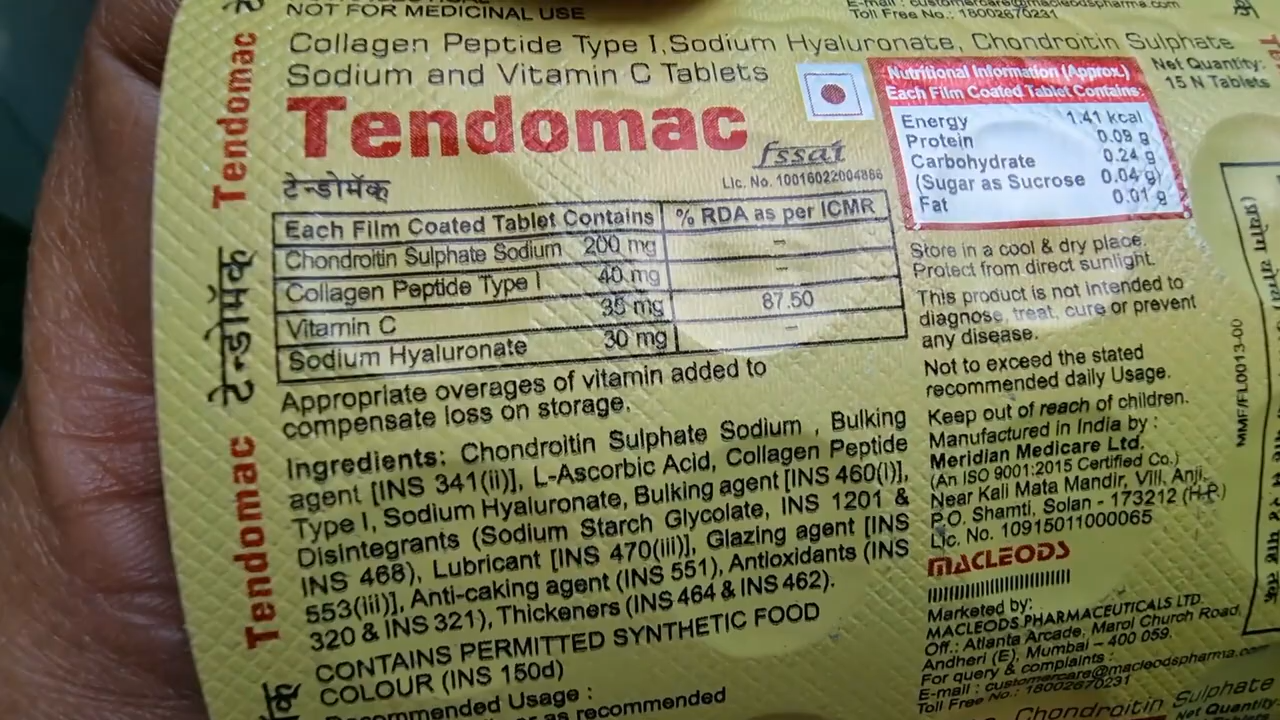 NOT FOR MEDICINAL USE
Toll Free No.: 18002670231
Collagen Peptide Type I, Sodium Hyaluronate, Chondroitin Sulphate
Sodium and Vitamin C Tablets
Net Quantity:
15 N Tablets
Tendomac
fssai
Lic. No. 10016022004886
टेन्डोमॅक्
Each Film Coated Tablet Contains % RDA as per ICMR
Chondroitin Sulphate Sodium 200 mg –
Collagen Peptide Type I 40 mg –
Vitamin C 35 mg 87.50
Sodium Hyaluronate 30 mg –
Appropriate overages of vitamin added to
compensate loss on storage.
Ingredients: Chondroitin Sulphate Sodium , Bulking
agent [INS 341(ii)], L-Ascorbic Acid, Collagen Peptide
Type I, Sodium Hyaluronate, Bulking agent [INS 460(i)],
Disintegrants (Sodium Starch Glycolate, INS 1201 &
INS 468), Lubricant [INS 470(iii)], Glazing agent [INS
553(iii)], Anti-caking agent (INS 551), Antioxidants (INS
320 & INS 321), Thickeners (INS 464 & INS 462).
CONTAINS PERMITTED SYNTHETIC FOOD
COLOUR (INS 150d)
Usage :
as recommended
Nutritional Information (Approx.)
Each Film Coated Tablet Contains:
Energy 1.41 kcal
Protein 0.09 g
Carbohydrate 0.24 g
(Sugar as Sucrose 0.04 g)
Fat 0.01 g
Store in a cool & dry place.
Protect from direct sunlight.
This product is not intended to
diagnose, treat, cure or prevent
any disease.
Not to exceed the stated
recommended daily Usage.
Keep out of reach of children.
Manufactured in India by :
Meridian Medicare Ltd.
(An ISO 9001:2015 Certified Co.)
Near Kali Mata Mandir, Vill. Anji,
P.O. Shamti, Solan - 173212 (H.P.)
Lic. No. 10915011000065
MACLEODS
Marketed by:
MACLEODS PHARMACEUTICALS LTD.
Off.: Atlanta Arcade, Marol Church Road,
Andheri (E), Mumbai – 400 059.
For query & complaints :
E-mail : customercare@macleodspharma.com
Toll Free No.: 18002670231
Chondroitin Sulphate
Net Quantity
Tendomac
टेन्डोमॅक्
Tendomac
MMF/FL0013-00